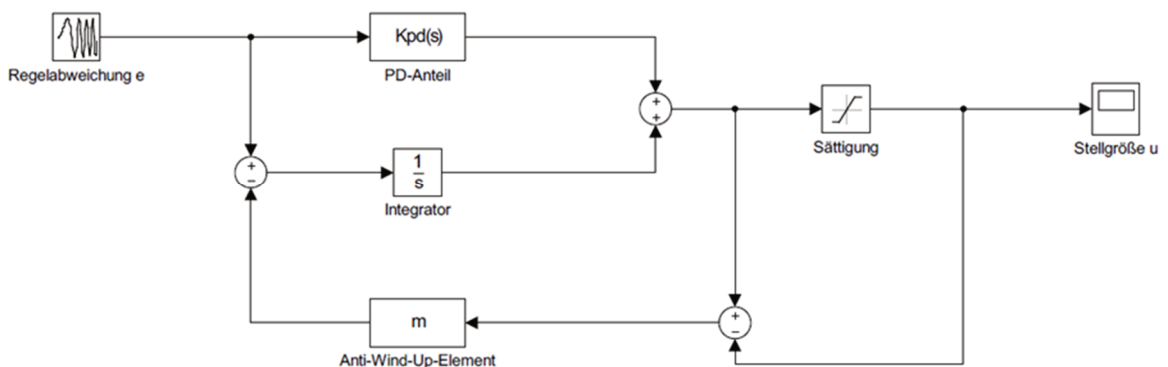 Kpd(s)
Regelabweichung e
PD-Anteil
+
+
Sättigung
Stellgröße u
+
−
1
s
Integrator
+
−
m
Anti-Wind-Up-Element